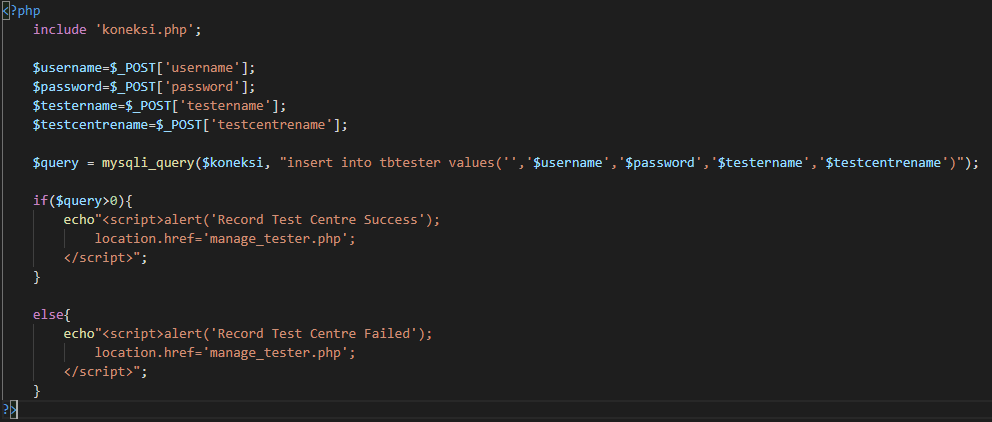 <?php
include 'koneksi.php';
$username=$_POST['username'];
$password=$_POST['password'];
$testername=$_POST['testername'];
$testcentrename=$_POST['testcentrename'];
$query = mysqli_query($koneksi, "insert into tbtester values('','$username','$password','$testername','$testcentrename')");
if($query>0){
echo"<script>alert('Record Test Centre Success');
location.href='manage_tester.php';
</script>";
}
else{
echo"<script>alert('Record Test Centre Failed');
location.href='manage_tester.php';
</script>";
}
?>